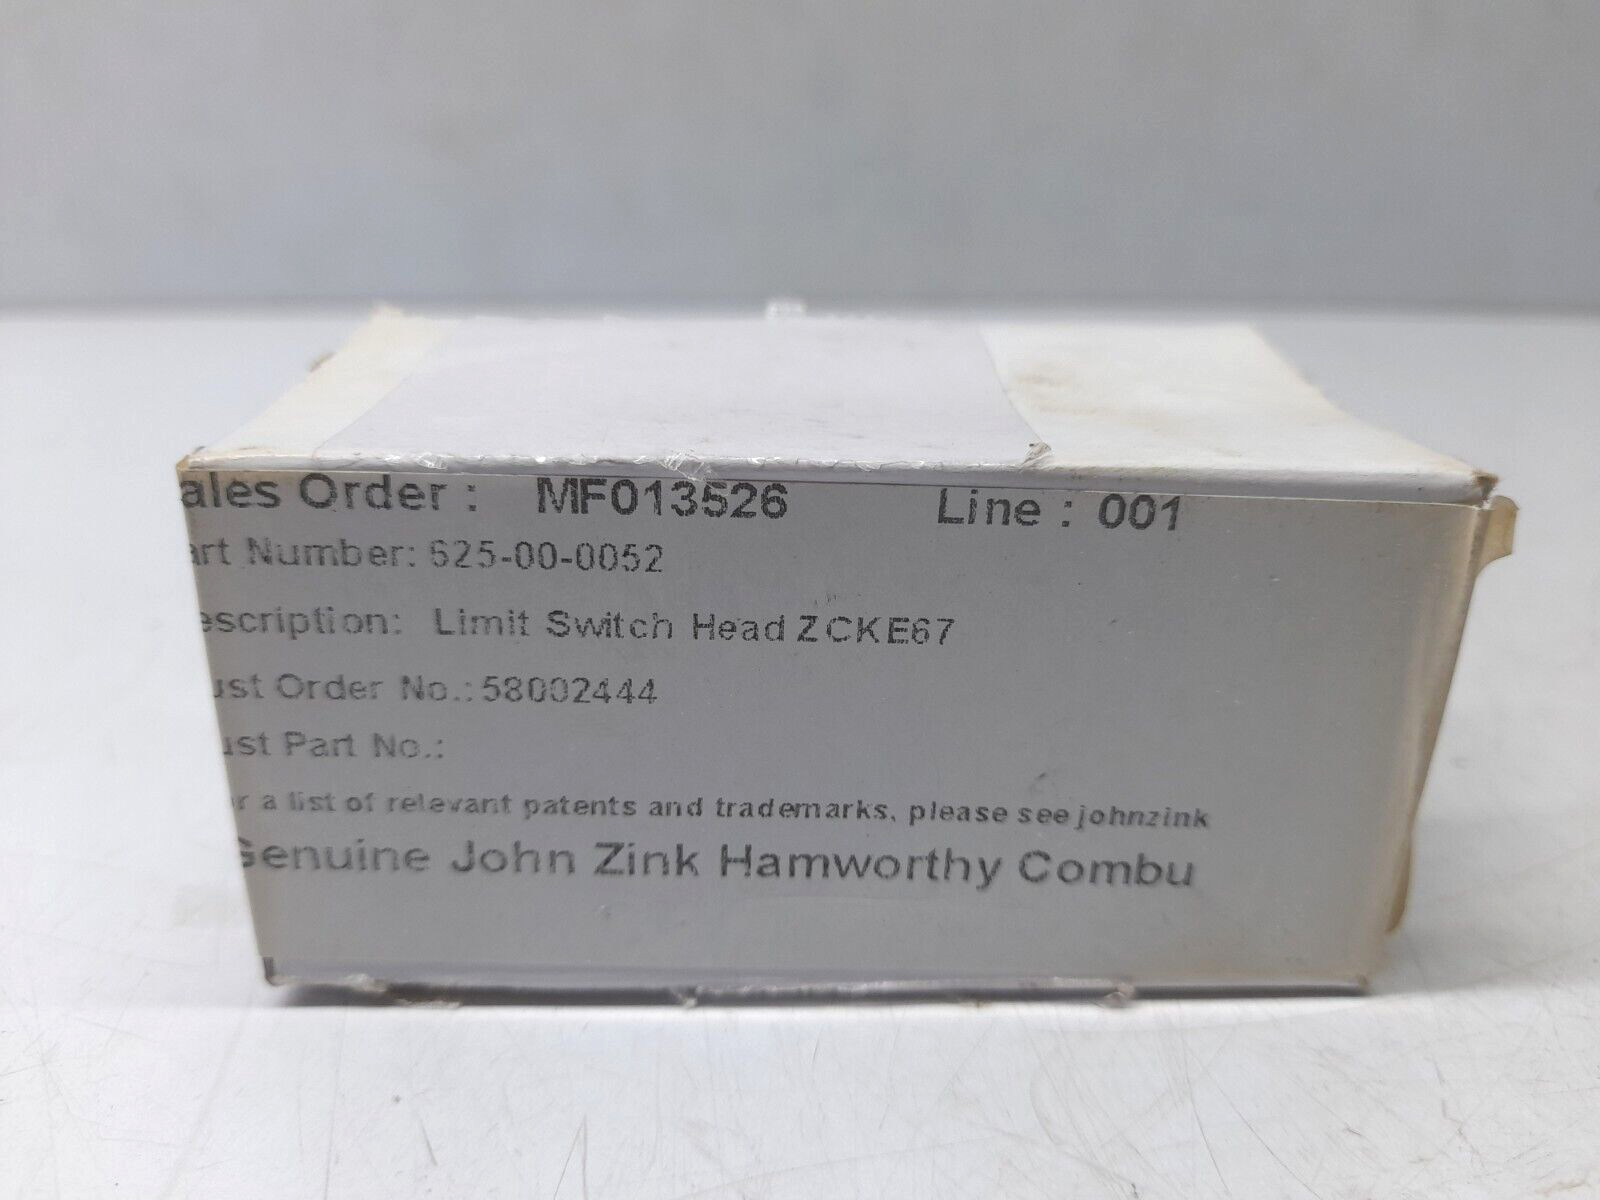 ales Order : MF013526 Line : 001
art Number: 625-00-0052
escription: Limit Switch Head ZCKE67
ust Order No.:58002444
ust Part No.:
r a list of relevant patents and trademarks, please see johnzink
Genuine John Zink Hamworthy Combu